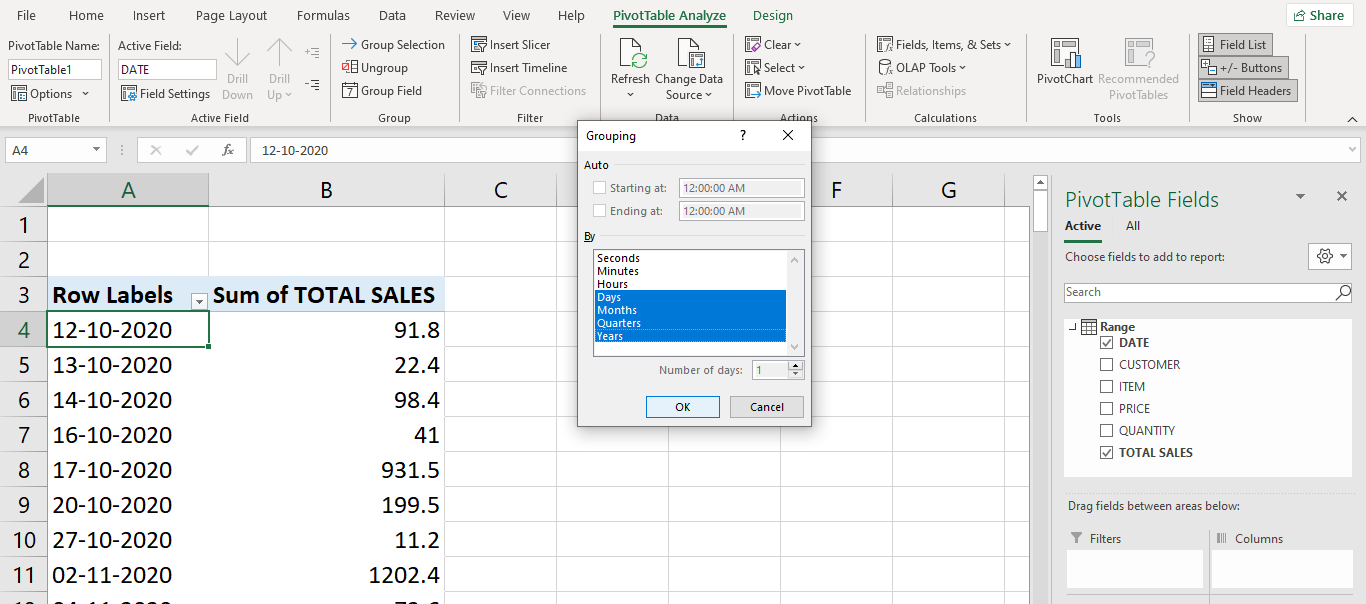 File Home Insert Page Layout Formulas Data Review View Help PivotTable Analyze Design Share
PivotTable Name:
PivotTable1
Options
PivotTable
Active Field:
DATE
Field Settings
Drill
Down
Drill
Up
Active Field
Group Selection
Ungroup
Group Field
Group
Insert Slicer
Insert Timeline
Filter Connections
Filter
Refresh
Change Data
Source
Data
Clear
Select
Move PivotTable
Actions
Fields, Items, & Sets
OLAP Tools
Relationships
Calculations
PivotChart
Recommended
PivotTables
Tools
Field List
+/- Buttons
Field Headers
Show
A4 fx 12-10-2020
A B C F G
1
2
3 Row Labels Sum of TOTAL SALES
4 12-10-2020 91.8
5 13-10-2020 22.4
6 14-10-2020 98.4
7 16-10-2020 41
8 17-10-2020 931.5
9 20-10-2020 199.5
10 27-10-2020 11.2
11 02-11-2020 1202.4
Grouping ?
Auto
Starting at: 12:00:00 AM
Ending at: 12:00:00 AM
By
Seconds
Minutes
Hours
Days
Months
Quarters
Years
Number of days: 1
OK Cancel
PivotTable Fields
Active All
Choose fields to add to report:
Search
Range
DATE
CUSTOMER
ITEM
PRICE
QUANTITY
TOTAL SALES
Drag fields between areas below:
Filters Columns